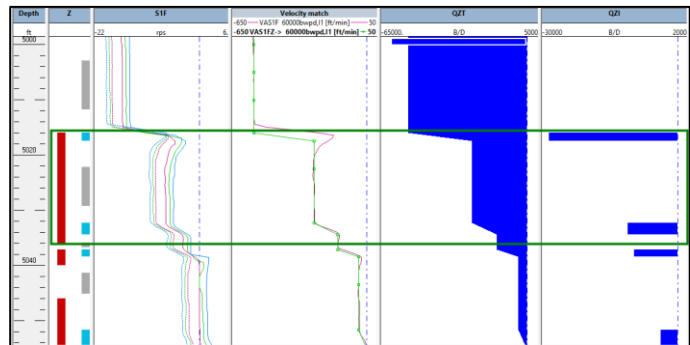 Depth Z S1F Velocity match QZT QZI
-650 VAS1F 60000bwpd,I1 [ft/min] 50
ft -22 rps 6. -650 VAS1FZ-> 60000bwpd,I1 [ft/min] 50 -65000. B/D 5000 -30000 B/D 2000
5000
5020
5040